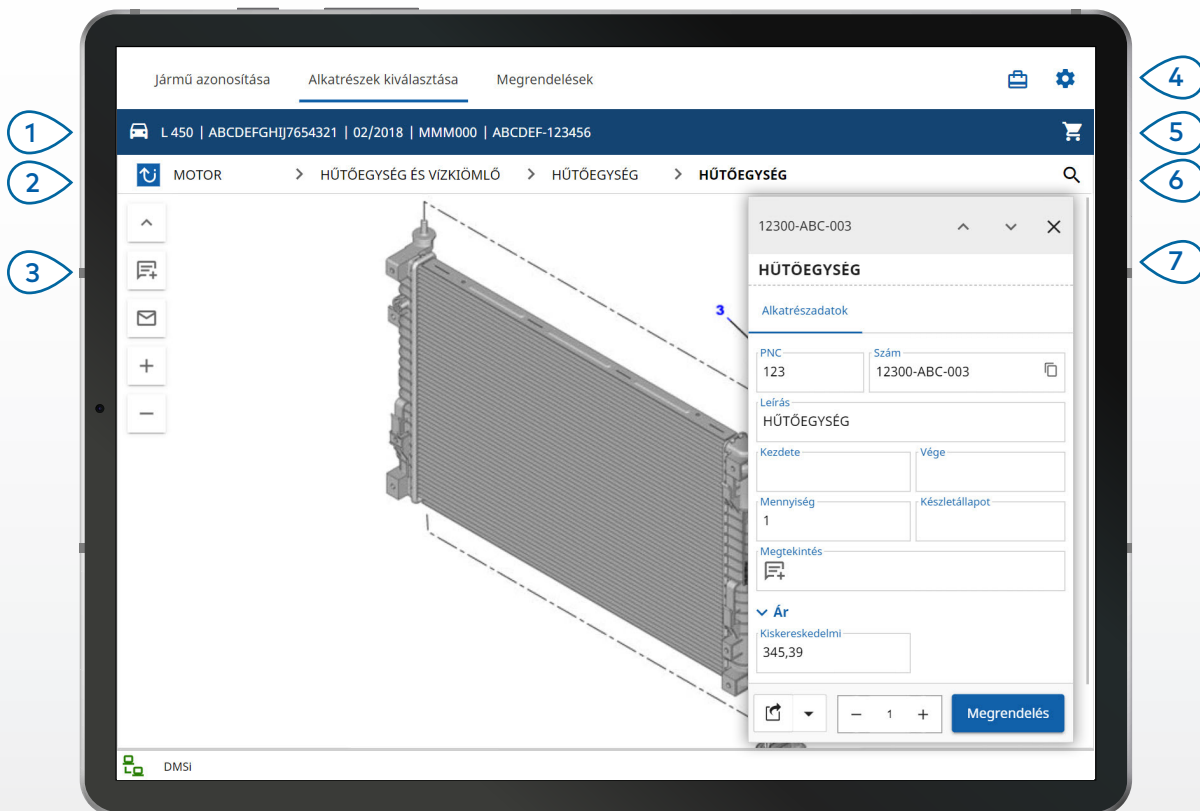 Jármű azonosítása
Alkatrészek kiválasztása
Megrendelések
4
1
L 450 | ABCDEFGHIJ7654321 | 02/2018 | MMM000 | ABCDEF-123456
5
2
MOTOR > HŰTŐEGYSÉG ÉS VÍZKIÖMLŐ > HŰTŐEGYSÉG > HŰTŐEGYSÉG
6
3
7
12300-ABC-003
HŰTŐEGYSÉG
3
Alkatrészadatok
PNC
123
Szám
12300-ABC-003
Leírás
HŰTŐEGYSÉG
Kezdete
Vége
Mennyiség
1
Készletállapot
Megtekintés
Ár
Kiskereskedelmi
345,39
− 1 +
Megrendelés
DMSi